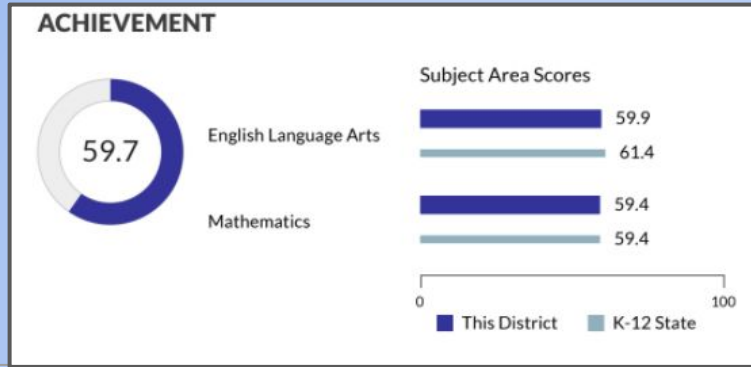 ACHIEVEMENT
59.7
Subject Area Scores
English Language Arts
59.9
61.4
Mathematics
59.4
59.4
0 100
This District K-12 State